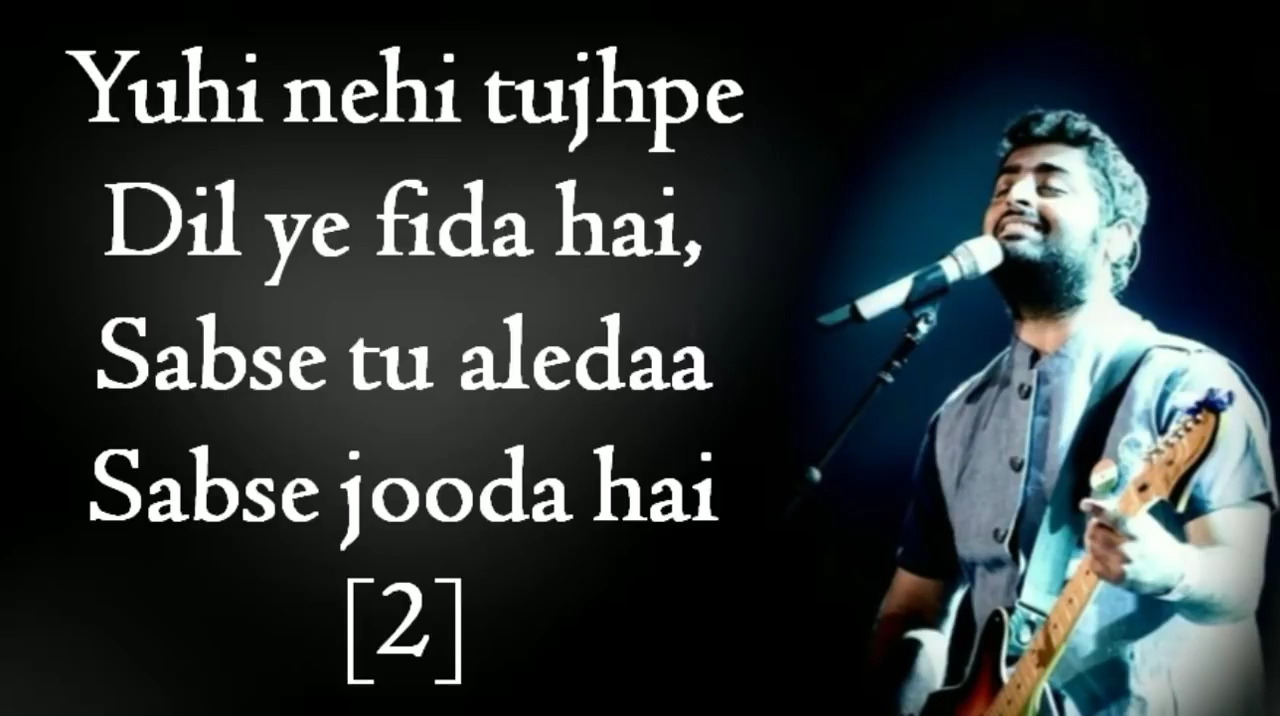 Yuhi nehi tujhpe
Dil ye fida hai,
Sabse tu aledaa
Sabse jooda hai
[2]